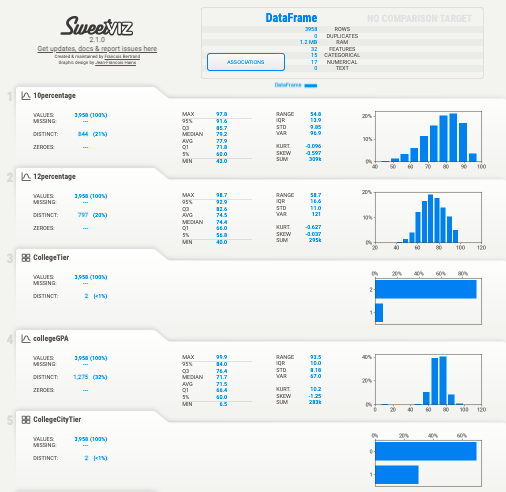 SweetVIZ
2.1.0
Get updates, docs & report issues here
Created & maintained by Francois Bertrand
Graphic design by Jean-Francois Hains
DataFrame
NO COMPARISON TARGET
3958 ROWS
0 DUPLICATES
1.2 MB RAM
32 FEATURES
15 CATEGORICAL
17 NUMERICAL
0 TEXT
ASSOCIATIONS
DataFrame
1
10percentage
VALUES: 3,958 (100%)
MISSING: ---
DISTINCT: 844 (21%)
ZEROES: ---
MAX 97.8
95% 91.6
Q3 85.7
MEDIAN 79.2
AVG 77.9
Q1 71.8
5% 60.0
MIN 43.0
RANGE 54.8
IQR 13.9
STD 9.85
VAR 96.9
KURT. -0.096
SKEW -0.597
SUM 309k
20%
10%
0%
40 50 60 70 80 90 100
2
12percentage
VALUES: 3,958 (100%)
MISSING: ---
DISTINCT: 797 (20%)
ZEROES: ---
MAX 98.7
95% 92.9
Q3 82.6
AVG 74.5
MEDIAN 74.4
Q1 66.0
5% 56.8
MIN 40.0
RANGE 58.7
IQR 16.6
STD 11.0
VAR 121
KURT. -0.627
SKEW -0.037
SUM 295k
20%
10%
0%
20 40 60 80 100 120
3
CollegeTier
VALUES: 3,958 (100%)
MISSING: ---
DISTINCT: 2 (<1%)
0% 20% 40% 60% 80%
2
1
4
collegeGPA
VALUES: 3,958 (100%)
MISSING: ---
DISTINCT: 1,275 (32%)
ZEROES: ---
MAX 99.9
95% 84.0
Q3 76.4
MEDIAN 71.7
AVG 71.5
Q1 66.4
5% 60.0
MIN 6.5
RANGE 93.5
IQR 10.0
STD 8.18
VAR 67.0
KURT. 10.2
SKEW -1.25
SUM 283k
40%
20%
0%
0 20 40 60 80 100 120
5
CollegeCityTier
VALUES: 3,958 (100%)
MISSING: ---
DISTINCT: 2 (<1%)
0% 20% 40% 60%
0
1